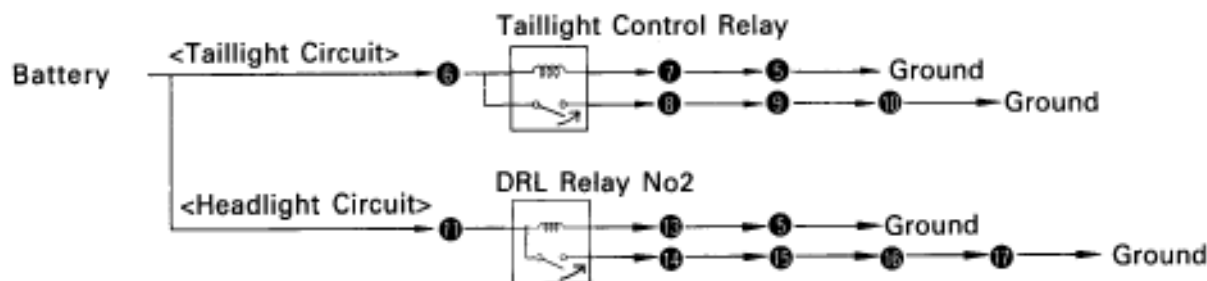 Taillight Control Relay
<Taillight Circuit>
Battery
6
7
5
Ground
8
9
10
Ground
DRL Relay No2
<Headlight Circuit>
11
13
5
Ground
14
15
16
17
Ground